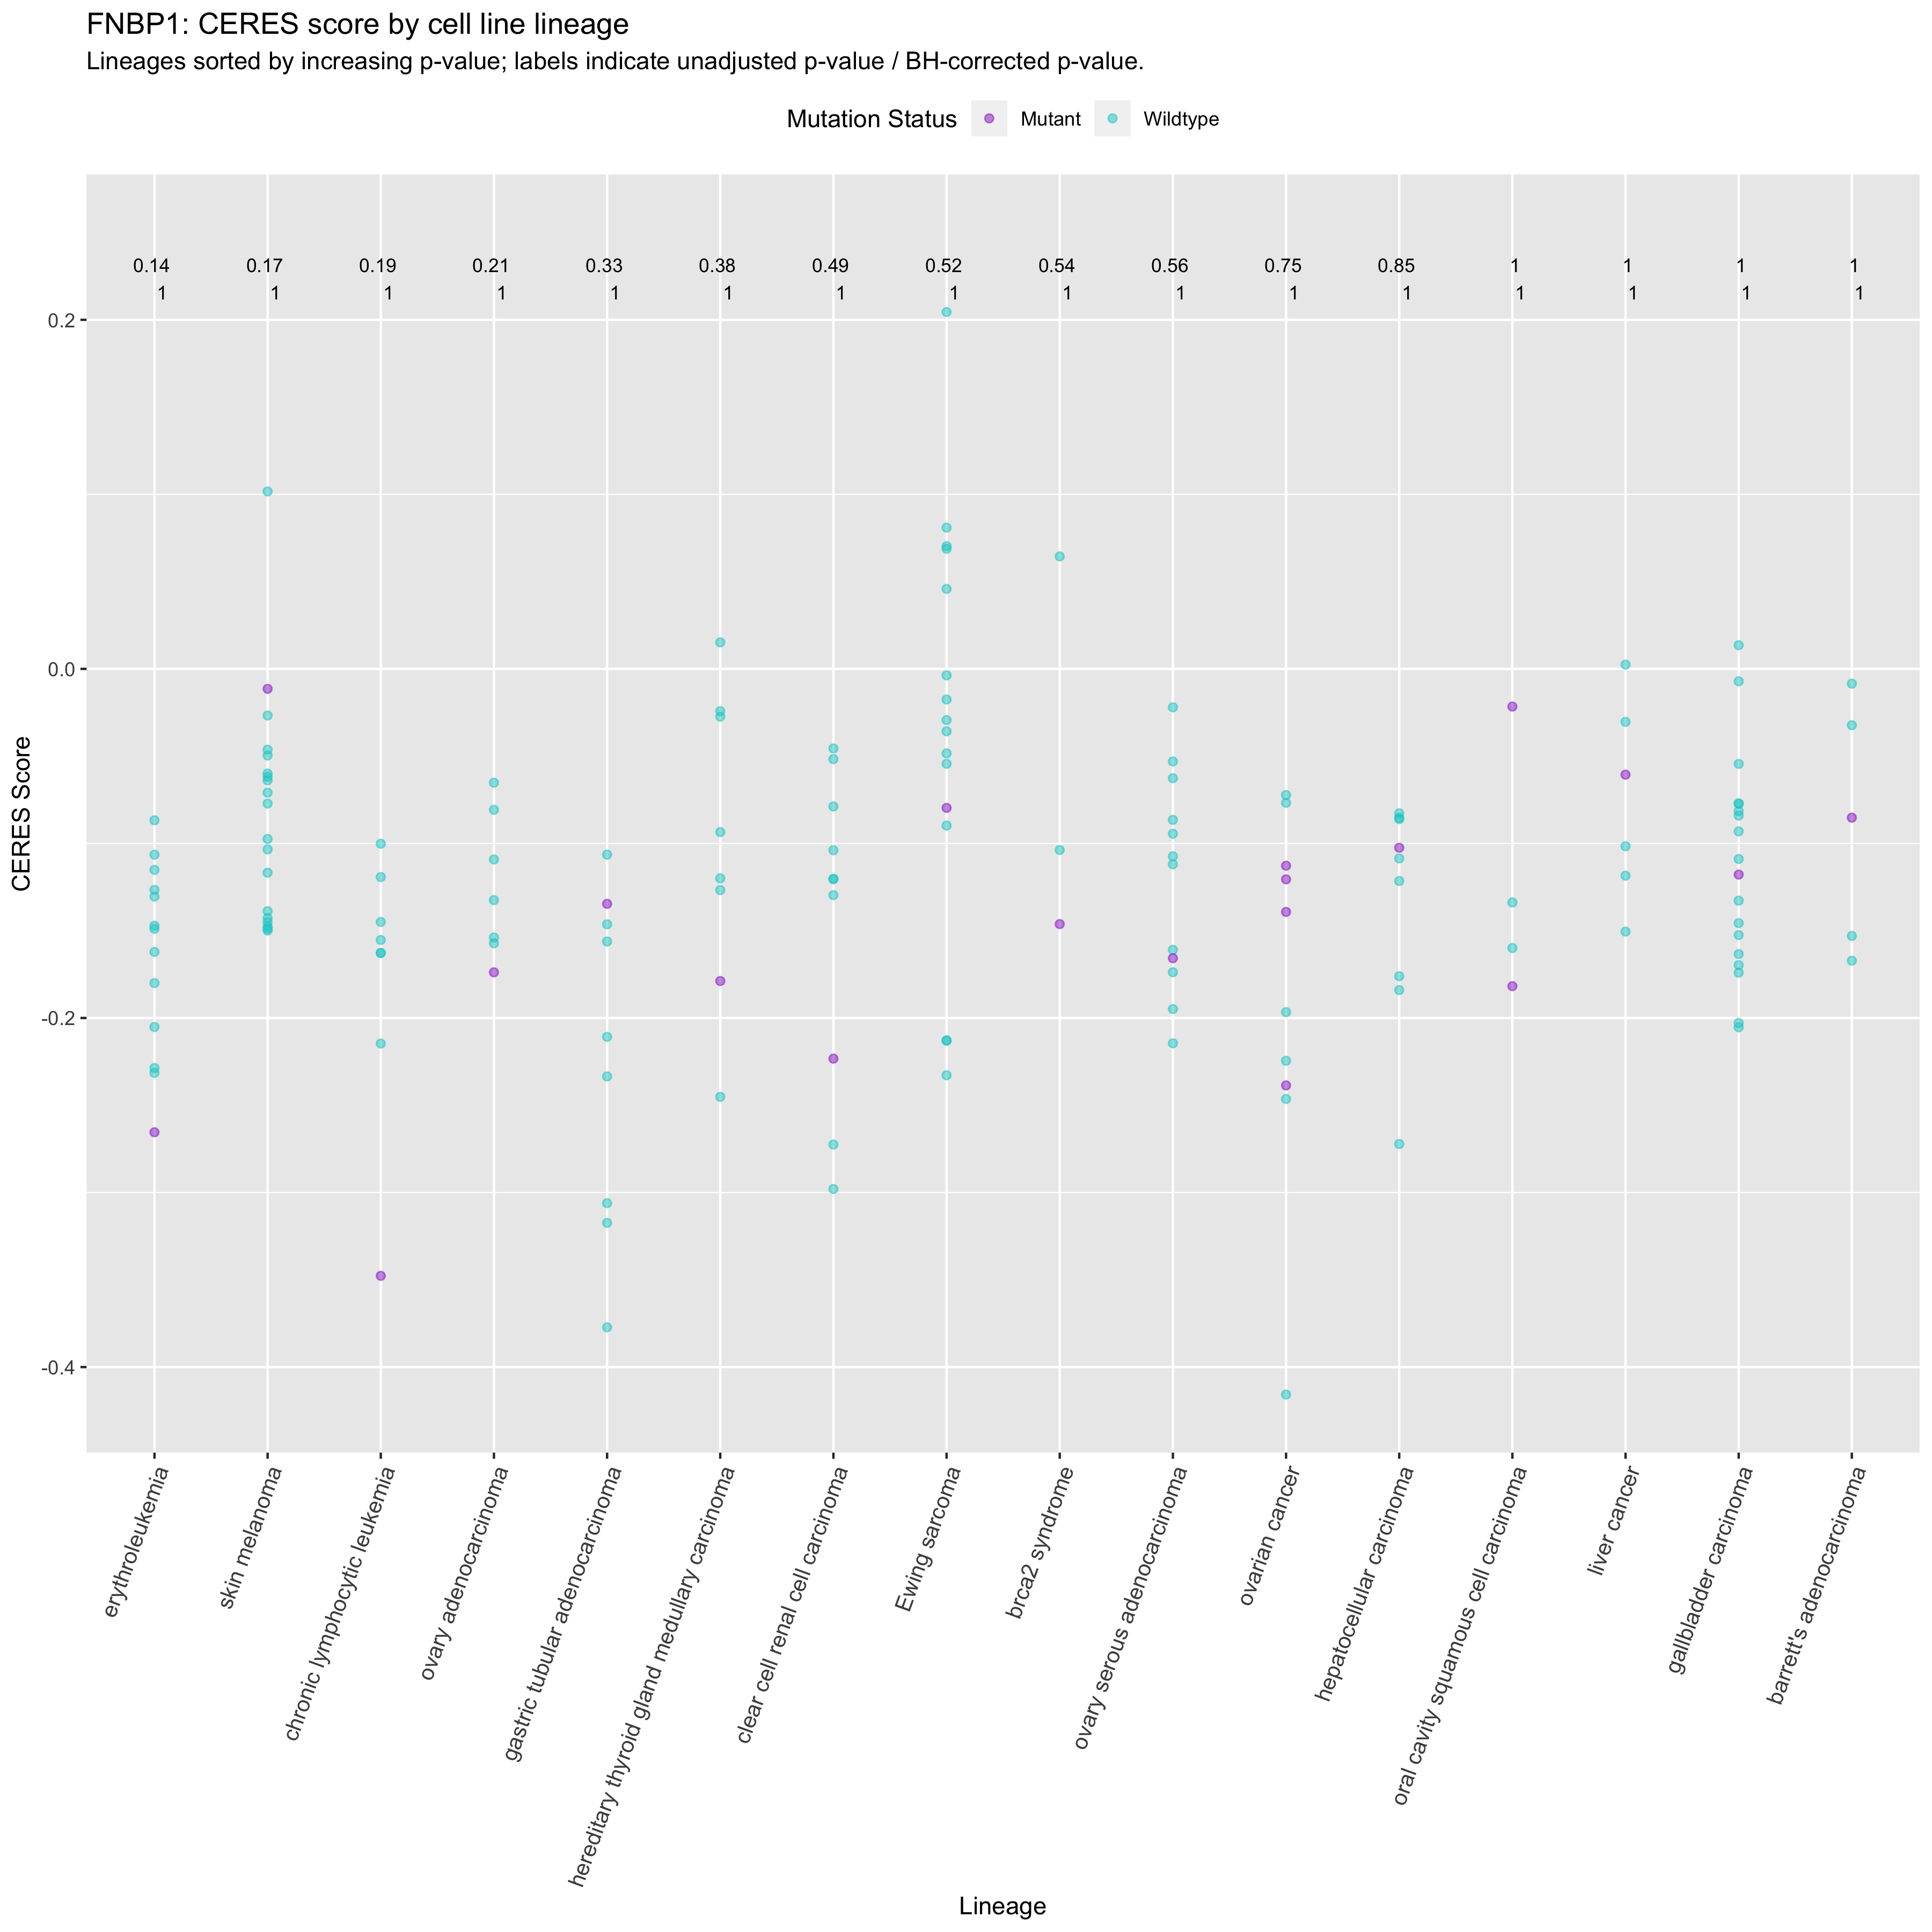 FNBP1: CERES score by cell line lineage
Lineages sorted by increasing p-value; labels indicate unadjusted p-value / BH-corrected p-value.
Mutation Status Mutant Wildtype
0.14 0.17 0.19 0.21 0.33 0.38 0.49 0.52 0.54 0.56 0.75 0.85 1 1 1 1
1 1 1 1 1 1 1 1 1 1 1 1 1 1 1 1
0.2
0.0
-0.2
-0.4
CERES Score
erythroleukemia
skin melanoma
chronic lymphocytic leukemia
ovary adenocarcinoma
gastric tubular adenocarcinoma
hereditary thyroid gland medullary carcinoma
clear cell renal cell carcinoma
Ewing sarcoma
brca2 syndrome
ovary serous adenocarcinoma
ovarian cancer
hepatocellular carcinoma
oral cavity squamous cell carcinoma
liver cancer
gallbladder carcinoma
barrett's adenocarcinoma
Lineage